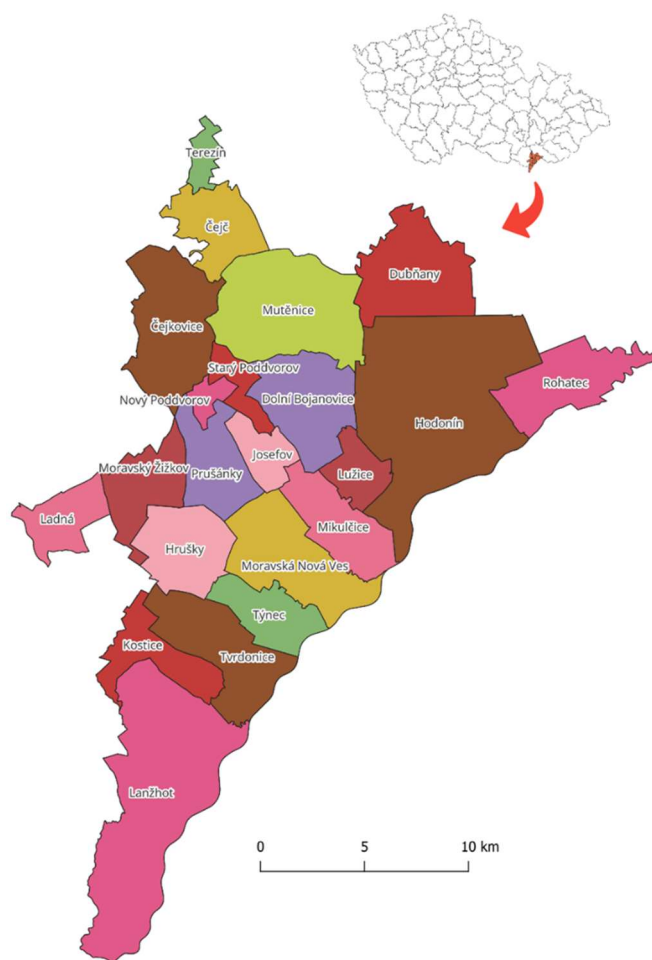 Terezín
Čejč
Dubňany
Čejkovice
Mutěnice
Starý Poddvorov
Rohatec
Nový Poddvorov
Dolní Bojanovice
Hodonín
Josefov
Moravský Žižkov
Prušánky
Lužice
Ladná
Mikulčice
Hrušky
Moravská Nová Ves
Týnec
Kostice
Tvrdonice
Lanžhot
0 5 10 km